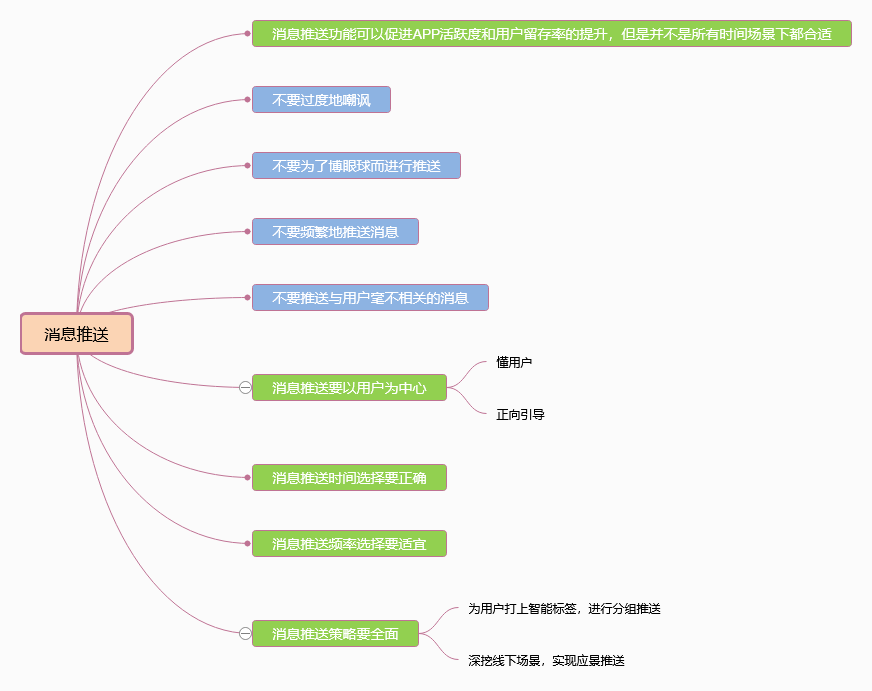 消息推送功能可以促进APP活跃度和用户留存率的提升，但是并不是所有时间场景下都合适
不要过度地嘲讽
不要为了博眼球而进行推送
不要频繁地推送消息
不要推送与用户毫不相关的消息
消息推送
消息推送要以用户为中心
懂用户
正向引导
消息推送时间选择要正确
消息推送频率选择要适宜
消息推送策略要全面
为用户打上智能标签，进行分组推送
深挖线下场景，实现应景推送